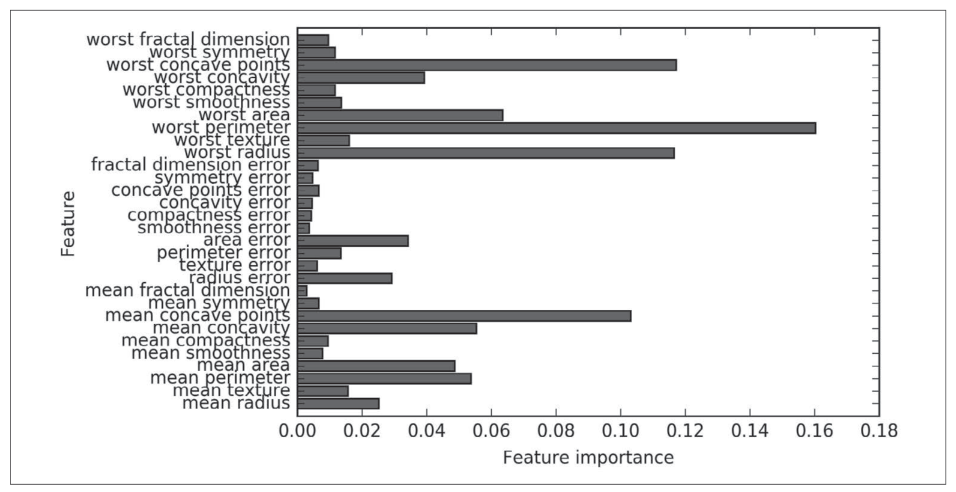 worst fractal dimension
worst symmetry
worst concave points
worst concavity
worst compactness
worst smoothness
worst area
worst perimeter
worst texture
worst radius
fractal dimension error
symmetry error
concave points error
concavity error
compactness error
smoothness error
area error
perimeter error
texture error
radius error
mean fractal dimension
mean symmetry
mean concave points
mean concavity
mean compactness
mean smoothness
mean area
mean perimeter
mean texture
mean radius
Feature
0.00 0.02 0.04 0.06 0.08 0.10 0.12 0.14 0.16 0.18
Feature importance